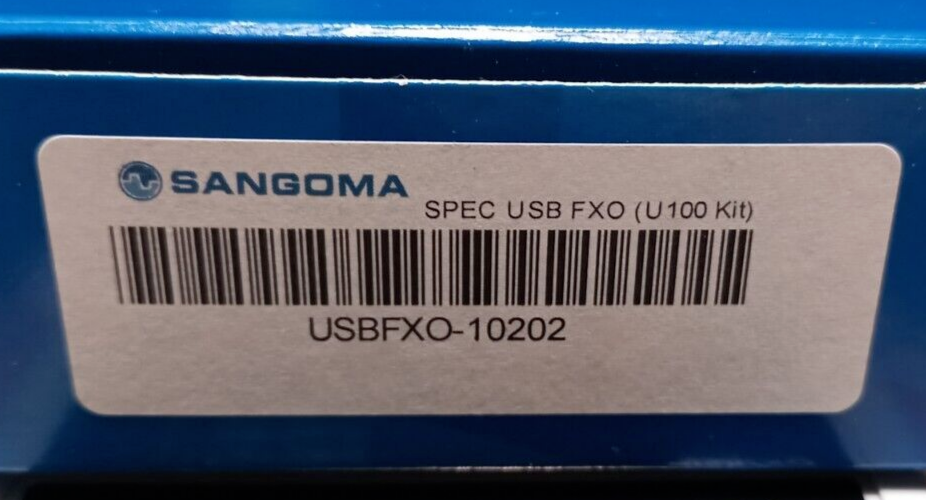 SANGOMA
SPEC USB FXO (U100 Kit)
USBFXO-10202